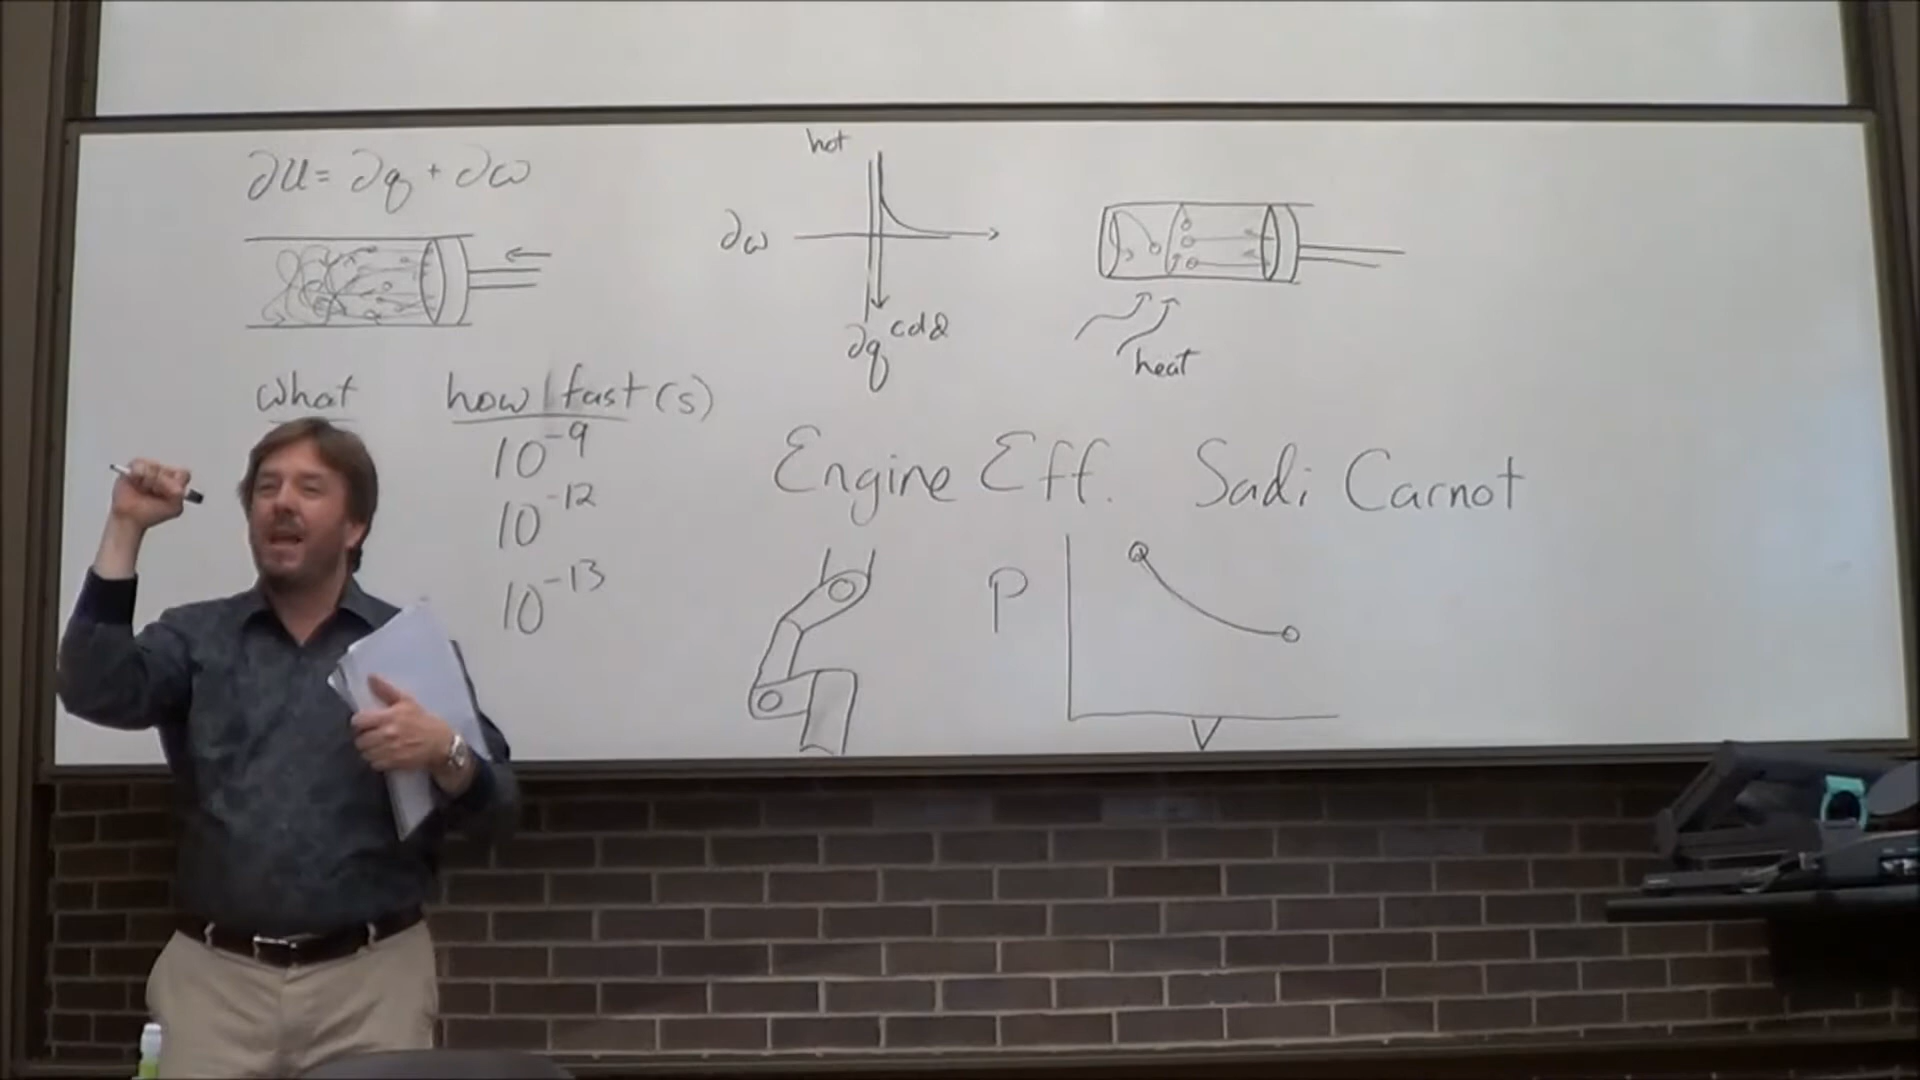 ∂U = ∂q + ∂w
hot
∂w
∂q cold
heat
what how fast (s)
10⁻⁹
10⁻¹²
10⁻¹³
Engine Eff. Sadi Carnot
P
V